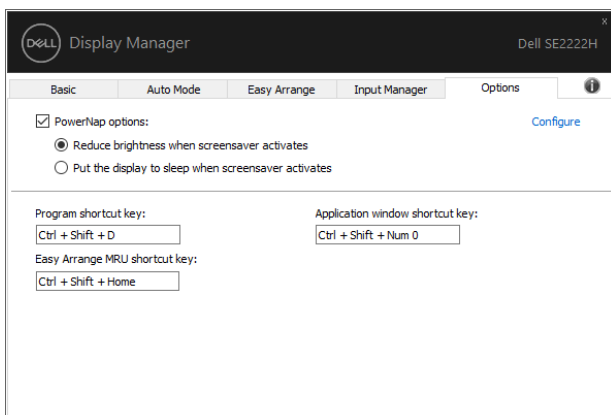 x
DELL Display Manager Dell SE2222H
Basic Auto Mode Easy Arrange Input Manager Options i
PowerNap options: Configure
Reduce brightness when screensaver activates
Put the display to sleep when screensaver activates
Program shortcut key: Application window shortcut key:
Ctrl + Shift + D Ctrl + Shift + Num 0
Easy Arrange MRU shortcut key:
Ctrl + Shift + Home